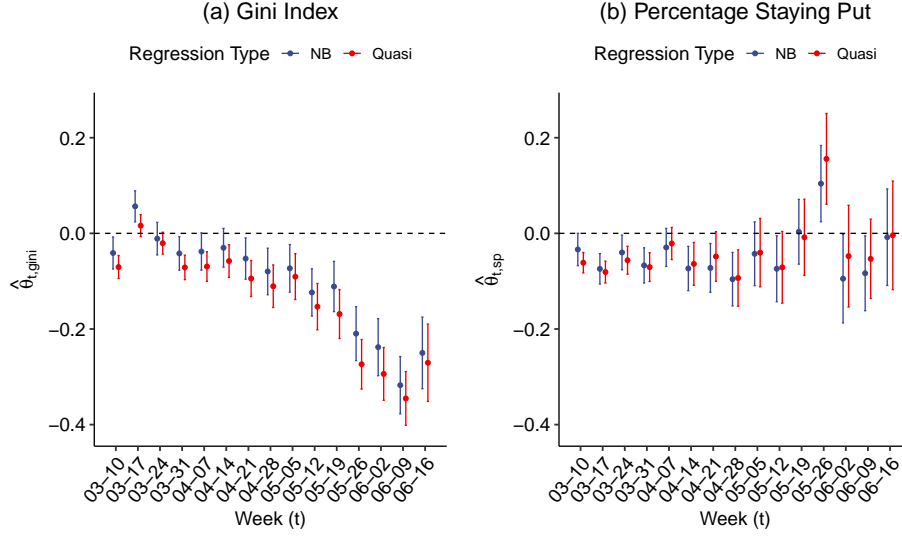 (a) Gini Index
Regression Type NB Quasi
θ̂t,gini
0.2
0.0
−0.2
−0.4
03−10 03−17 03−24 03−31 04−07 04−14 04−21 04−28 05−05 05−12 05−19 05−26 06−02 06−09 06−16
Week (t)
(b) Percentage Staying Put
Regression Type NB Quasi
θ̂t,sp
0.2
0.0
−0.2
−0.4
03−10 03−17 03−24 03−31 04−07 04−14 04−21 04−28 05−05 05−12 05−19 05−26 06−02 06−09 06−16
Week (t)